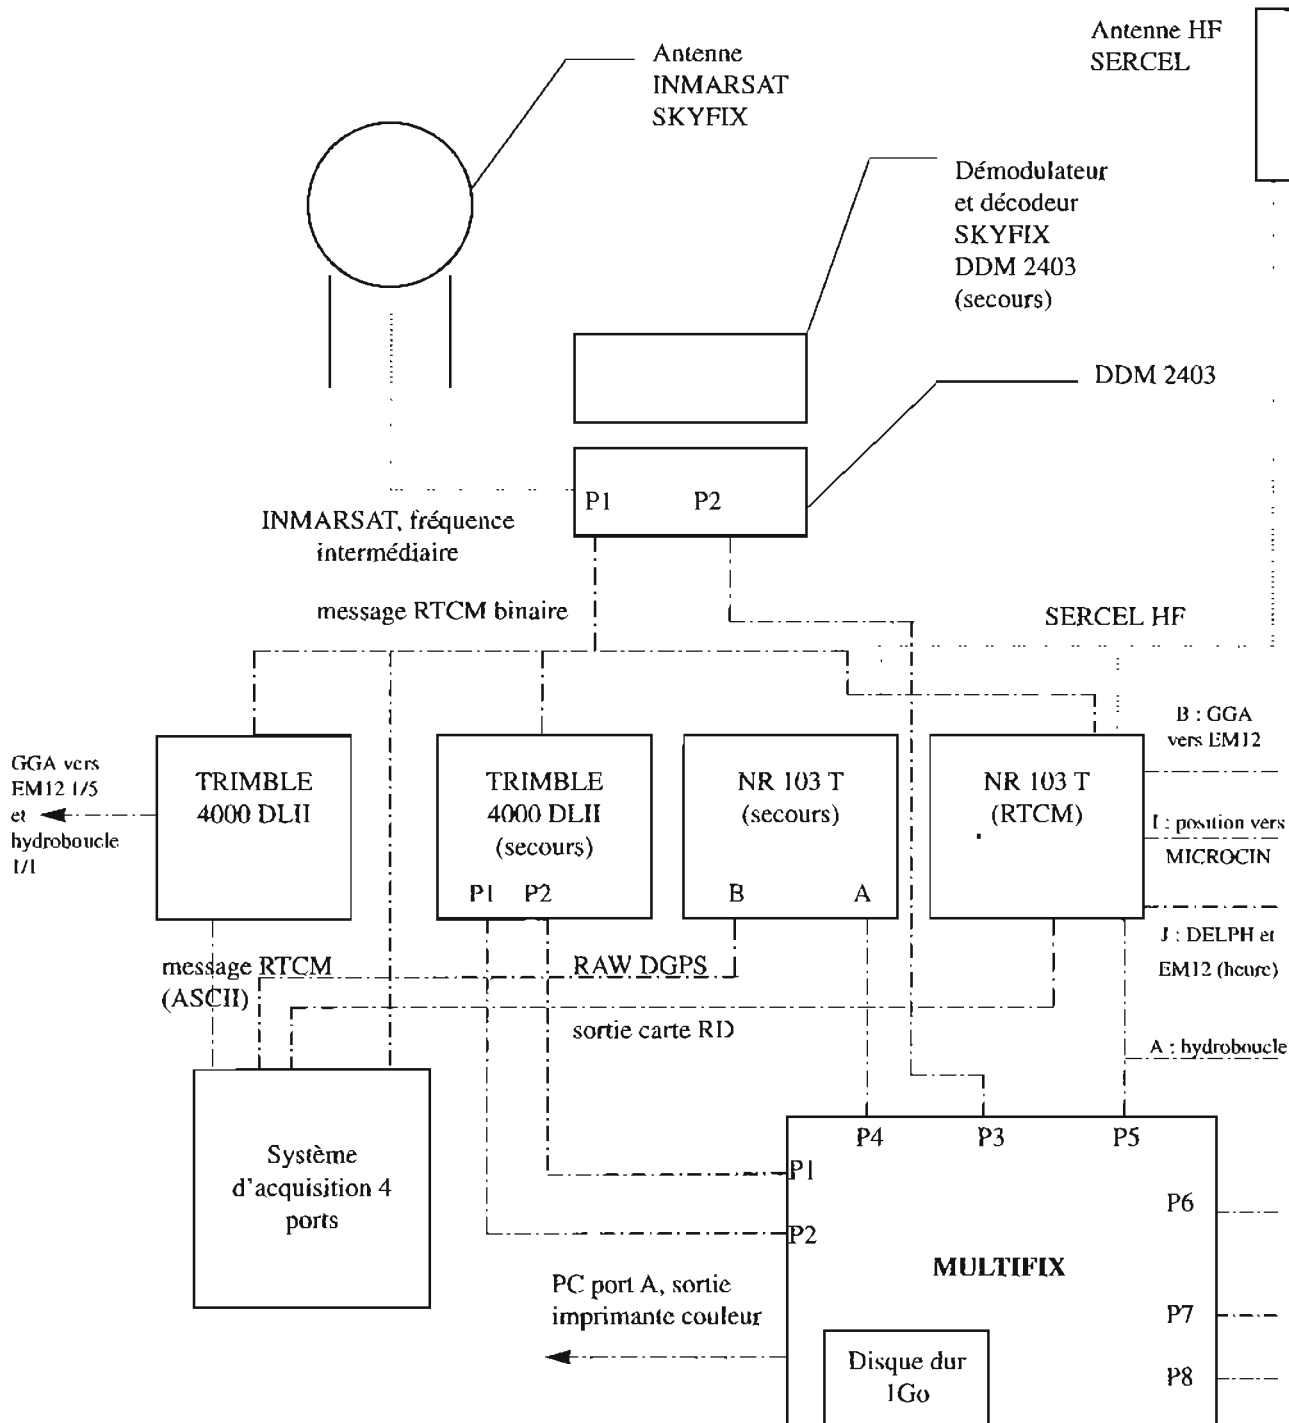 Antenne
INMARSAT
SKYFIX
Antenne HF
SERCEL
Démodulateur
et décodeur
SKYFIX
DDM 2403
(secours)
DDM 2403
P1
P2
INMARSAT, fréquence
intermédiaire
message RTCM binaire
SERCEL HF
GGA vers
EM12 1/5
et
hydroboucle
1/1
TRIMBLE
4000 DLII
TRIMBLE
4000 DLII
(secours)
P1
P2
NR 103 T
(secours)
B
A
NR 103 T
(RTCM)
B : GGA
vers EM12
I : position vers
MICROCIN
J : DELPH et
EM12 (heure)
A : hydroboucle
message RTCM
(ASCII)
RAW DGPS
sortie carte RD
Système
d'acquisition 4
ports
P4
P3
P5
P1
P2
P6
MULTIFIX
P7
P8
PC port A, sortie
imprimante couleur
Disque dur
1Go